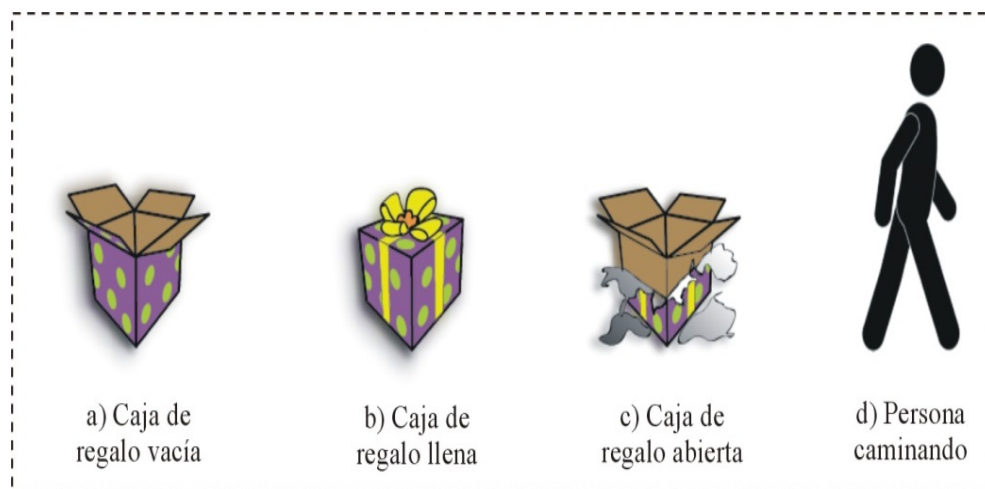 a) Caja de
regalo vacía
b) Caja de
regalo llena
c) Caja de
regalo abierta
d) Persona
caminando